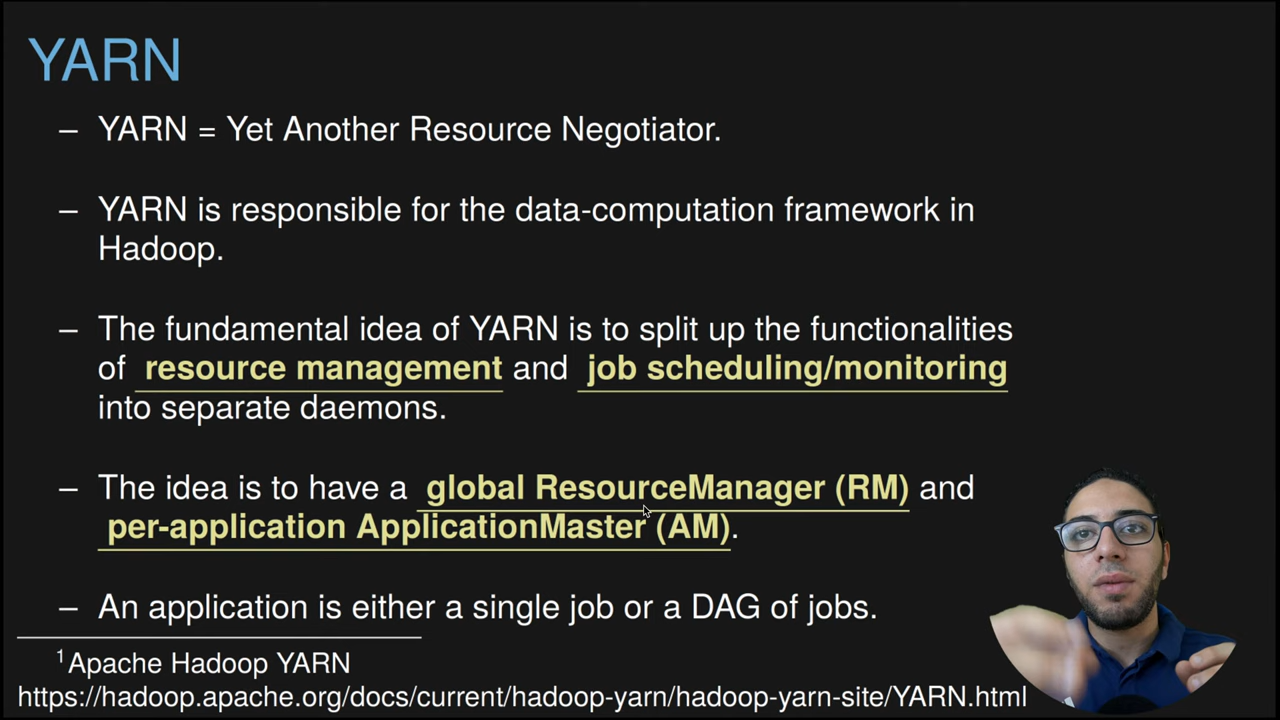 YARN
– YARN = Yet Another Resource Negotiator.
– YARN is responsible for the data-computation framework in
Hadoop.
– The fundamental idea of YARN is to split up the functionalities
of resource management and job scheduling/monitoring
into separate daemons.
– The idea is to have a global ResourceManager (RM) and
per-application ApplicationMaster (AM).
– An application is either a single job or a DAG of jobs.
1Apache Hadoop YARN
https://hadoop.apache.org/docs/current/hadoop-yarn/hadoop-yarn-site/YARN.html